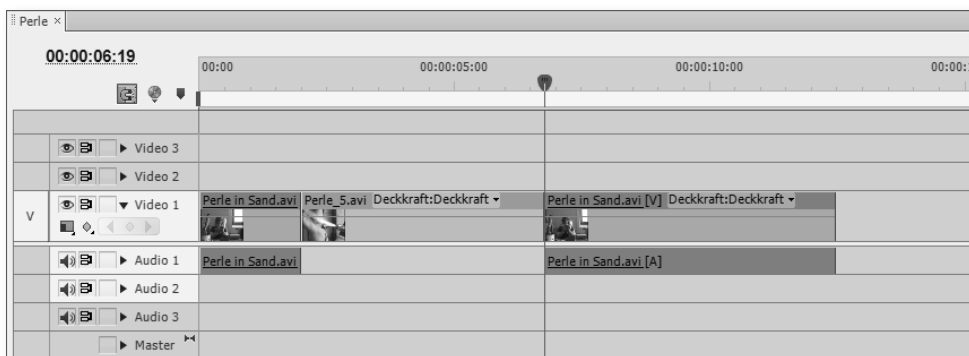 Perle ×
00:00:06:19
00:00 00:00:05:00 00:00:10:00 00:00:
Video 3
Video 2
V Video 1 Perle in Sand.avi Perle_5.avi Deckkraft:Deckkraft Perle in Sand.avi [V] Deckkraft:Deckkraft
Audio 1 Perle in Sand.avi Perle in Sand.avi [A]
Audio 2
Audio 3
Master